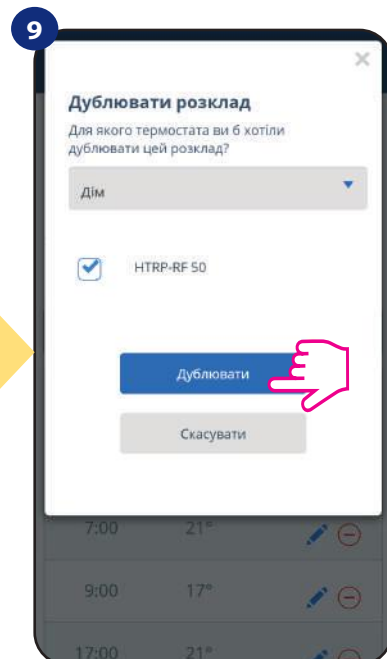 9
Дублювати розклад
Для якого термостата ви б хотіли
дублювати цей розклад?
Дім
HTRP-RF 50
Дублювати
Скасувати
7:00 21°
9:00 17°
17:00 21°